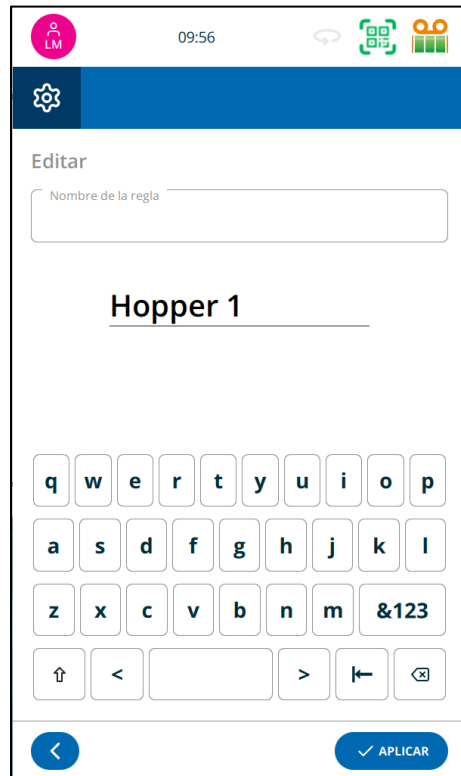 LM
09:56
Editar
Nombre de la regla
Hopper 1
q w e r t y u i o p
a s d f g h j k l
z x c v b n m &123
< >
APLICAR